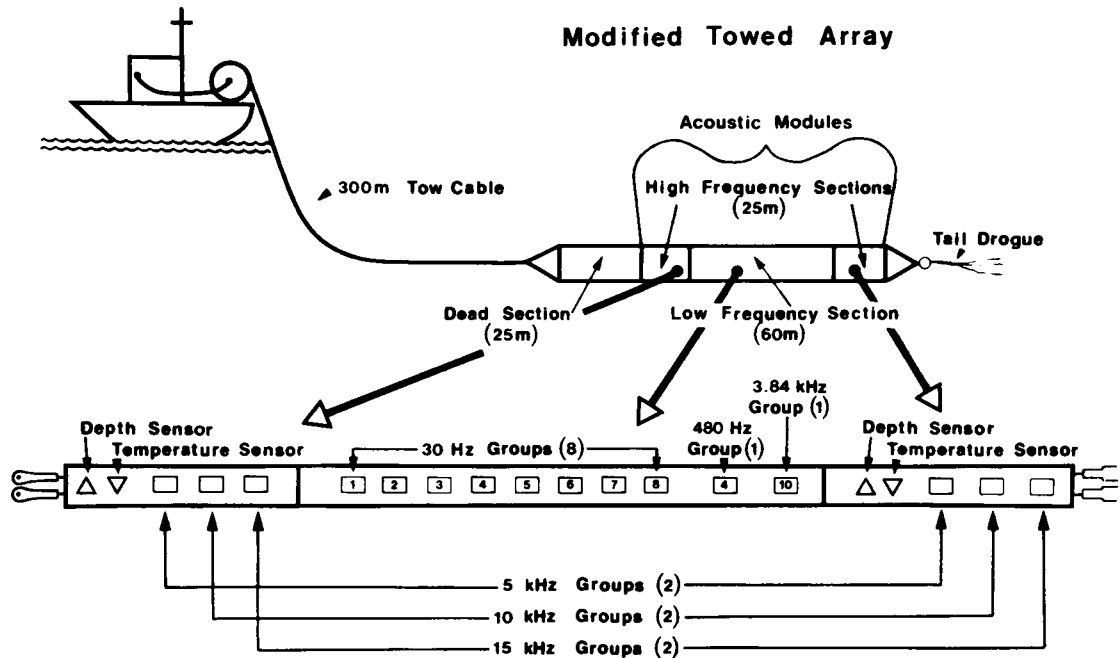 Modified Towed Array
Acoustic Modules
300m Tow Cable
High Frequency Sections
(25m)
Tail Drogue
Dead Section
(25m)
Low Frequency Section
(60m)
3.84 kHz
Group (1)
Depth Sensor
Temperature Sensor
30 Hz Groups (8)
480 Hz
Group (1)
Depth Sensor
Temperature Sensor
1 2 3 4 5 6 7 8 4 10
5 kHz Groups (2)
10 kHz Groups (2)
15 kHz Groups (2)